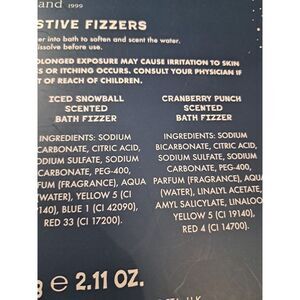 land 1999
STIVE FIZZERS
er into bath to soften and scent the water.
issolve before use.
OLONGED EXPOSURE MAY CAUSE IRRITATION TO SKIN
SS OR ITCHING OCCURS. CONSULT YOUR PHYSICIAN IF
T OF REACH OF CHILDREN.
ICED SNOWBALL
SCENTED
BATH FIZZER
INGREDIENTS: SODIUM
CARBONATE, CITRIC ACID,
ODIUM SULFATE, SODIUM
CARBONATE, PEG-400,
FUM (FRAGRANCE), AQUA
(WATER), YELLOW 5 (CI
140), BLUE 1 (CI 42090),
RED 33 (CI 17200).
CRANBERRY PUNCH
SCENTED
BATH FIZZER
INGREDIENTS: SODIUM
BICARBONATE, CITRIC ACID,
SODIUM SULFATE, SODIUM
CARBONATE, PEG-400,
PARFUM (FRAGRANCE), AQUA
(WATER), LINALYL ACETATE,
AMYL SALICYLATE, LINALOO
YELLOW 5 (CI 19140),
RED 4 (CI 14700).
℮ 2.11 OZ.